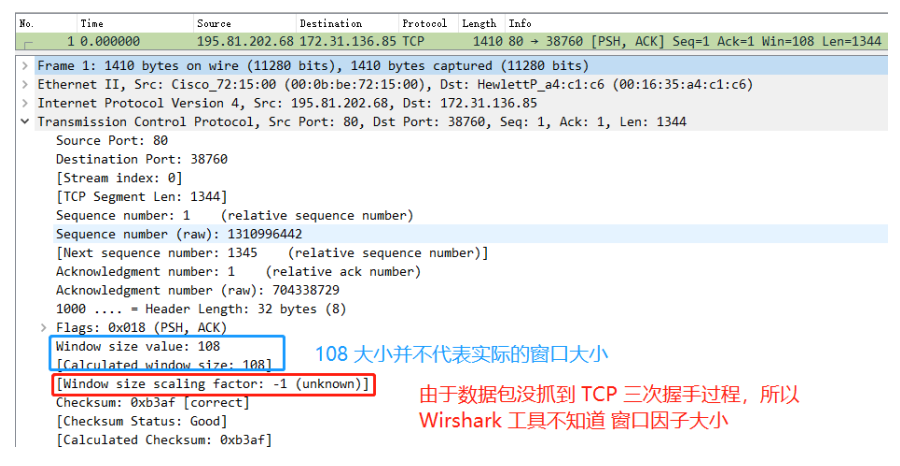 No. Time Source Destination Protocol Length Info
1 0.000000 195.81.202.68 172.31.136.85 TCP 1410 80 → 38760 [PSH, ACK] Seq=1 Ack=1 Win=108 Len=1344
Frame 1: 1410 bytes on wire (11280 bits), 1410 bytes captured (11280 bits)
Ethernet II, Src: Cisco_72:15:00 (00:0b:be:72:15:00), Dst: HewlettP_a4:c1:c6 (00:16:35:a4:c1:c6)
Internet Protocol Version 4, Src: 195.81.202.68, Dst: 172.31.136.85
Transmission Control Protocol, Src Port: 80, Dst Port: 38760, Seq: 1, Ack: 1, Len: 1344
Source Port: 80
Destination Port: 38760
[Stream index: 0]
[TCP Segment Len: 1344]
Sequence number: 1 (relative sequence number)
Sequence number (raw): 1310996442
[Next sequence number: 1345 (relative sequence number)]
Acknowledgment number: 1 (relative ack number)
Acknowledgment number (raw): 704338729
1000 .... = Header Length: 32 bytes (8)
Flags: 0x018 (PSH, ACK)
Window size value: 108
[Calculated window size: 108]
108 大小并不代表实际的窗口大小
[Window size scaling factor: -1 (unknown)]
由于数据包没抓到 TCP 三次握手过程，所以
Wirshark 工具不知道 窗口因子大小
Checksum: 0xb3af [correct]
[Checksum Status: Good]
[Calculated Checksum: 0xb3af]